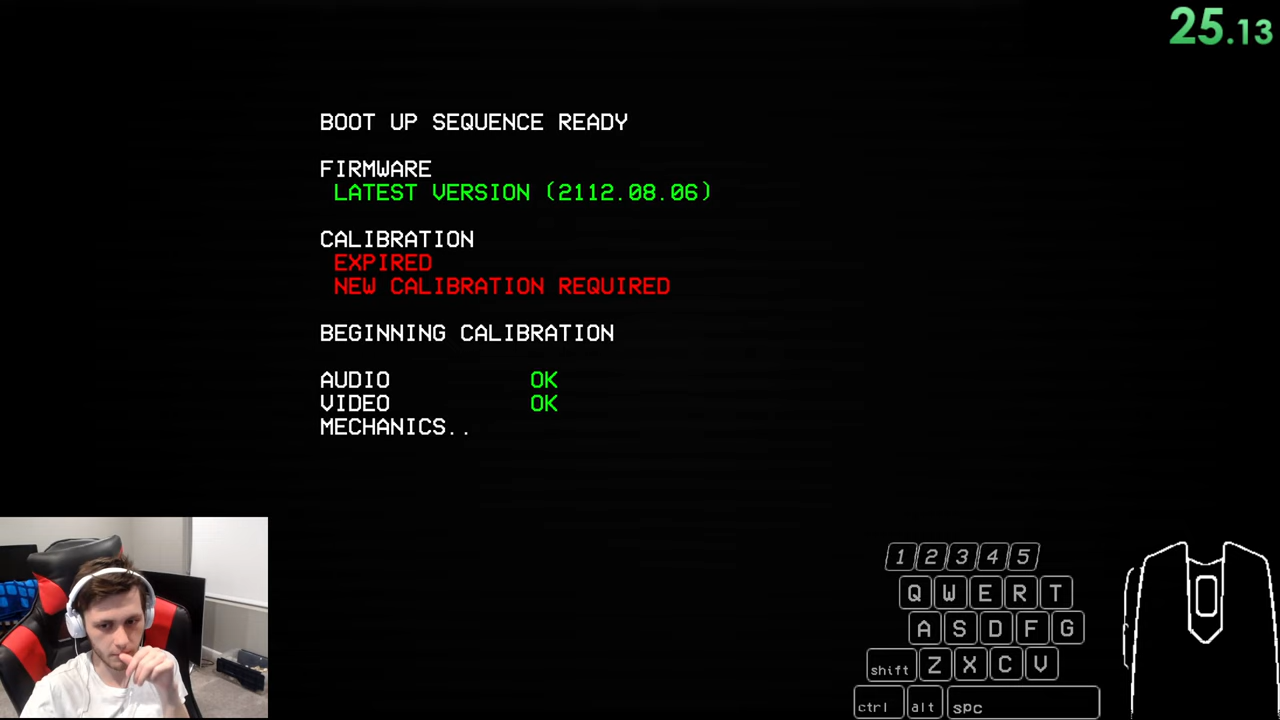 25.13
BOOT UP SEQUENCE READY
FIRMWARE
LATEST VERSION (2112.08.06)
CALIBRATION
EXPIRED
NEW CALIBRATION REQUIRED
BEGINNING CALIBRATION
AUDIO OK
VIDEO OK
MECHANICS..
1 2 3 4 5
Q W E R T
A S D F G
shift Z X C V
ctrl alt spc